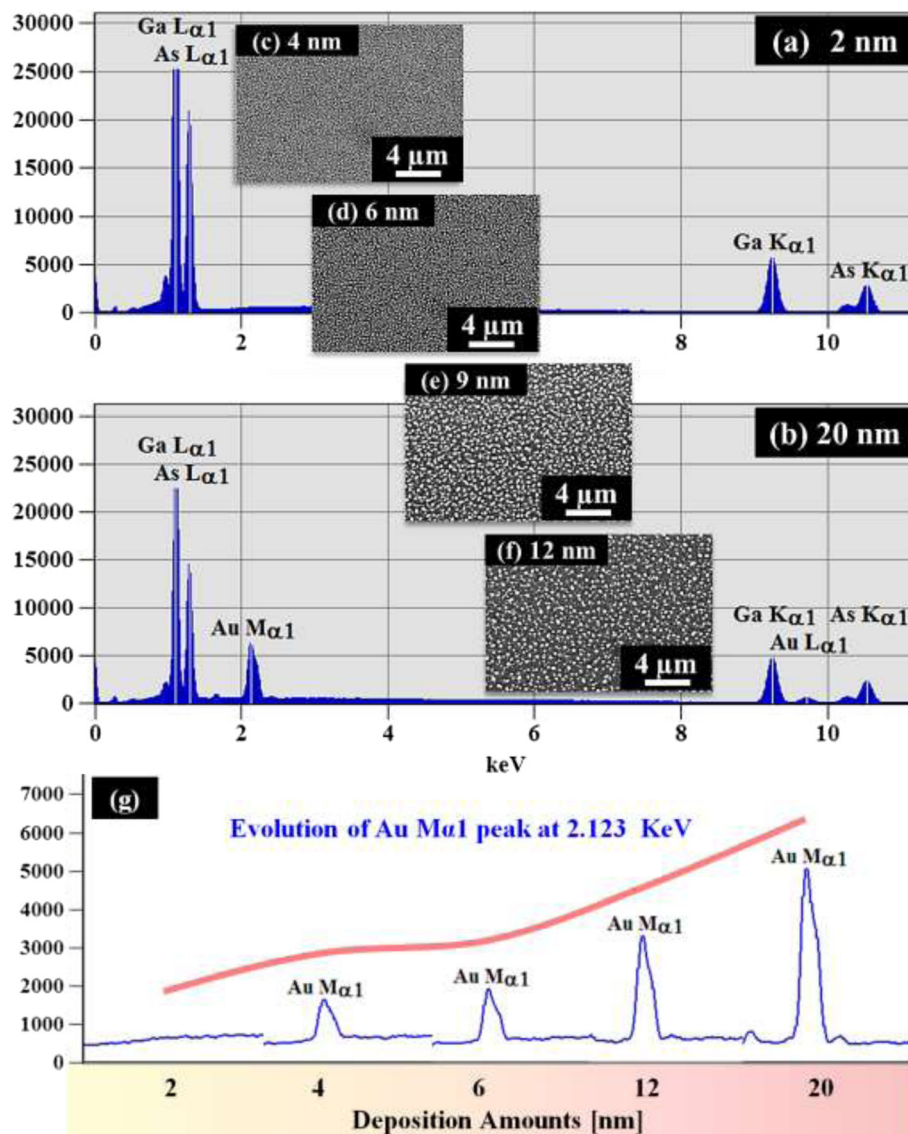 30000
25000
20000
15000
10000
5000
0
Ga Lα1
As Lα1
(c) 4 nm
4 µm
(a) 2 nm
(d) 6 nm
4 µm
Ga Kα1
As Kα1
0 2 8 10
(e) 9 nm
4 µm
30000
25000
20000
15000
10000
5000
0
Ga Lα1
As Lα1
(b) 20 nm
(f) 12 nm
4 µm
Au Mα1
Ga Kα1 As Kα1
Au Lα1
0 2 4 6 8 10
keV
7000
6000
5000
4000
3000
2000
1000
0
(g)
Evolution of Au Mα1 peak at 2.123 KeV
Au Mα1
Au Mα1
Au Mα1
Au Mα1
2 4 6 12 20
Deposition Amounts [nm]